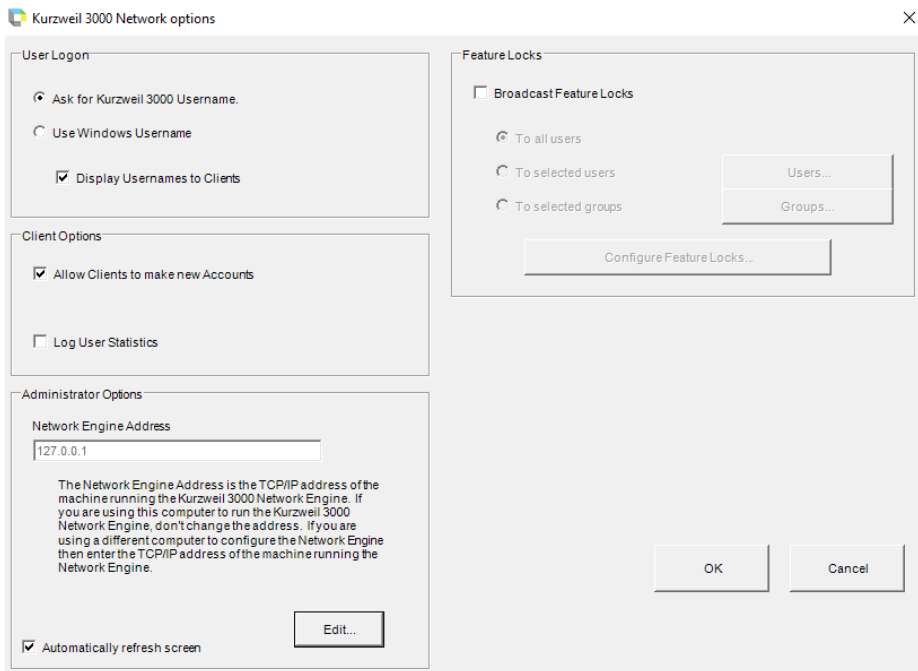 Kurzweil 3000 Network options
User Logon
Ask for Kurzweil 3000 Username.
Use Windows Username
Display Usernames to Clients
Client Options
Allow Clients to make new Accounts
Log User Statistics
Administrator Options
Network Engine Address
127.0.0.1
The Network Engine Address is the TCP/IP address of the
machine running the Kurzweil 3000 Network Engine. If
you are using this computer to run the Kurzweil 3000
Network Engine, don't change the address. If you are
using a different computer to configure the Network Engine
then enter the TCP/IP address of the machine running the
Network Engine.
Edit...
Automatically refresh screen
Feature Locks
Broadcast Feature Locks
To all users
To selected users
Users...
To selected groups
Groups...
Configure Feature Locks...
OK
Cancel